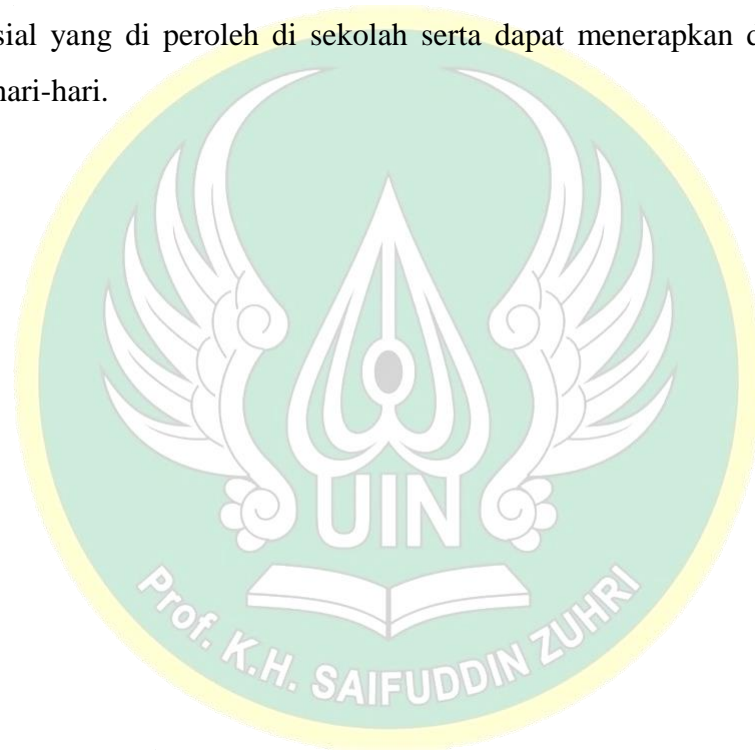 sial yang di peroleh di sekolah serta dapat menerapkan d
hari-hari.
UIN
Prof. K.H. SAIFUDDIN ZUHRI